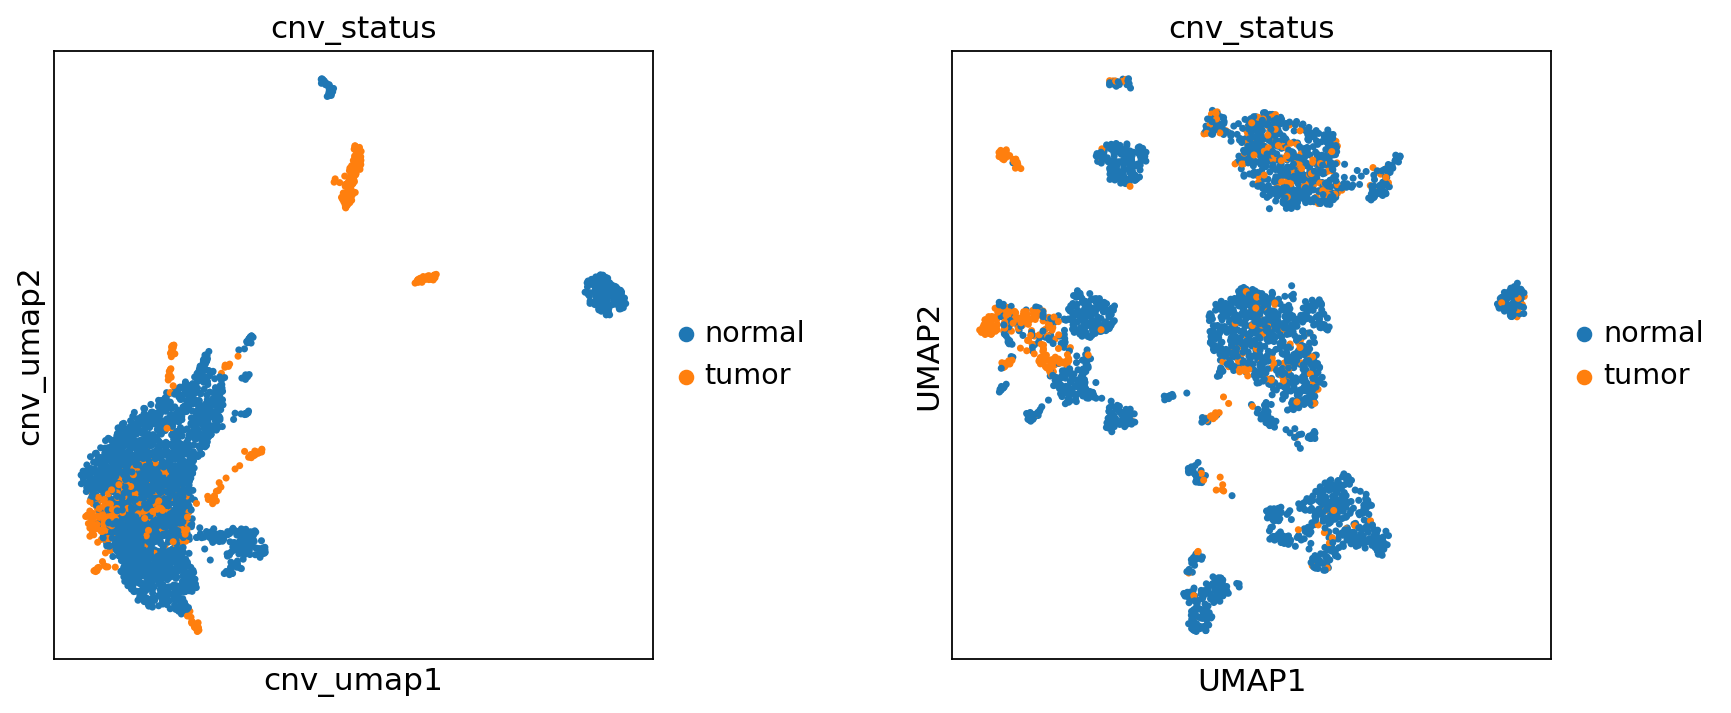 cnv_status
cnv_umap2
normal
tumor
cnv_umap1
cnv_status
UMAP2
normal
tumor
UMAP1